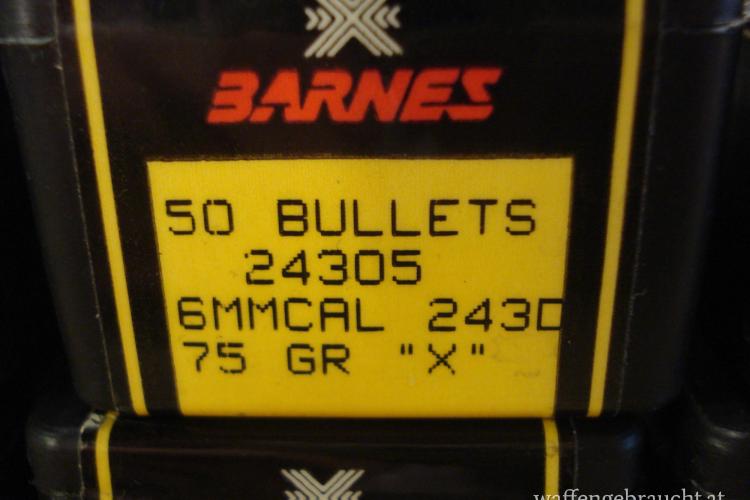 BARNES
50 BULLETS
24305
6MMCAL 243D
75 GR "X"
waffengebraucht.at